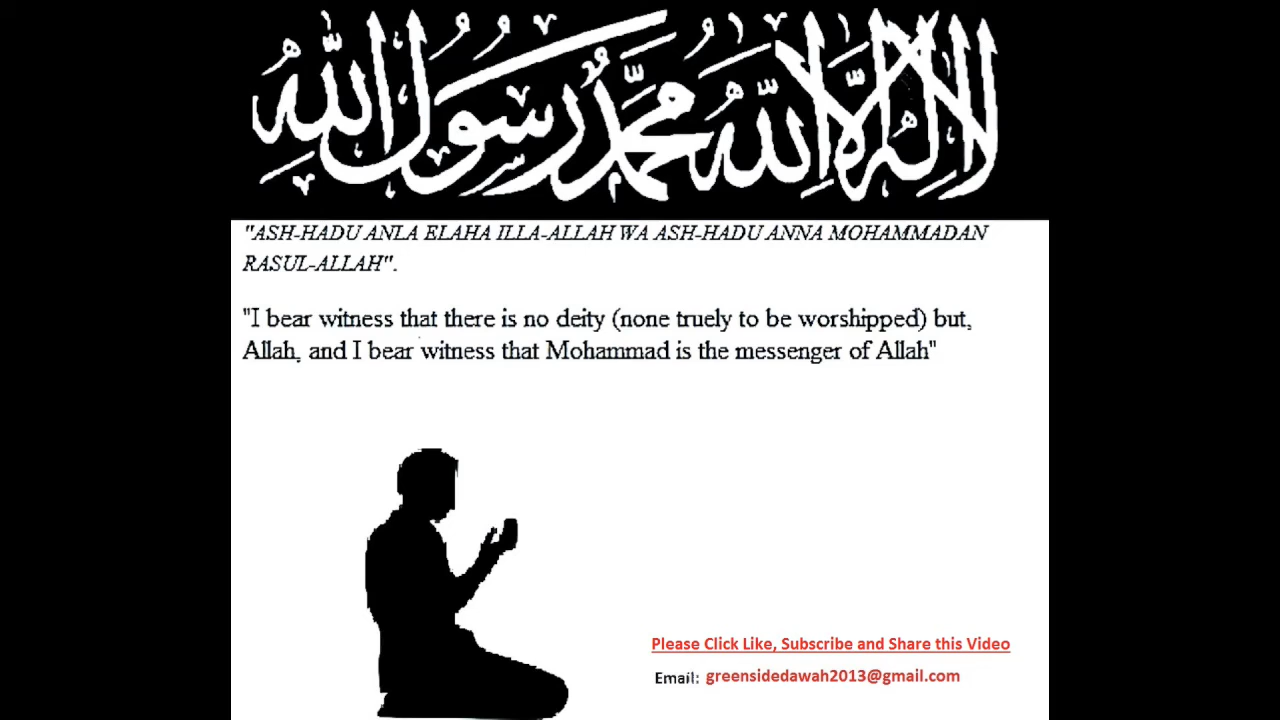 لا إله إلا الله محمد رسول الله
"ASH-HADU ANLA ELAHA ILLA-ALLAH WA ASH-HADU ANNA MOHAMMADAN
RASUL-ALLAH".
"I bear witness that there is no deity (none truely to be worshipped) but,
Allah, and I bear witness that Mohammad is the messenger of Allah"
Please Click Like, Subscribe and Share this Video
Email: greensidedawah2013@gmail.com